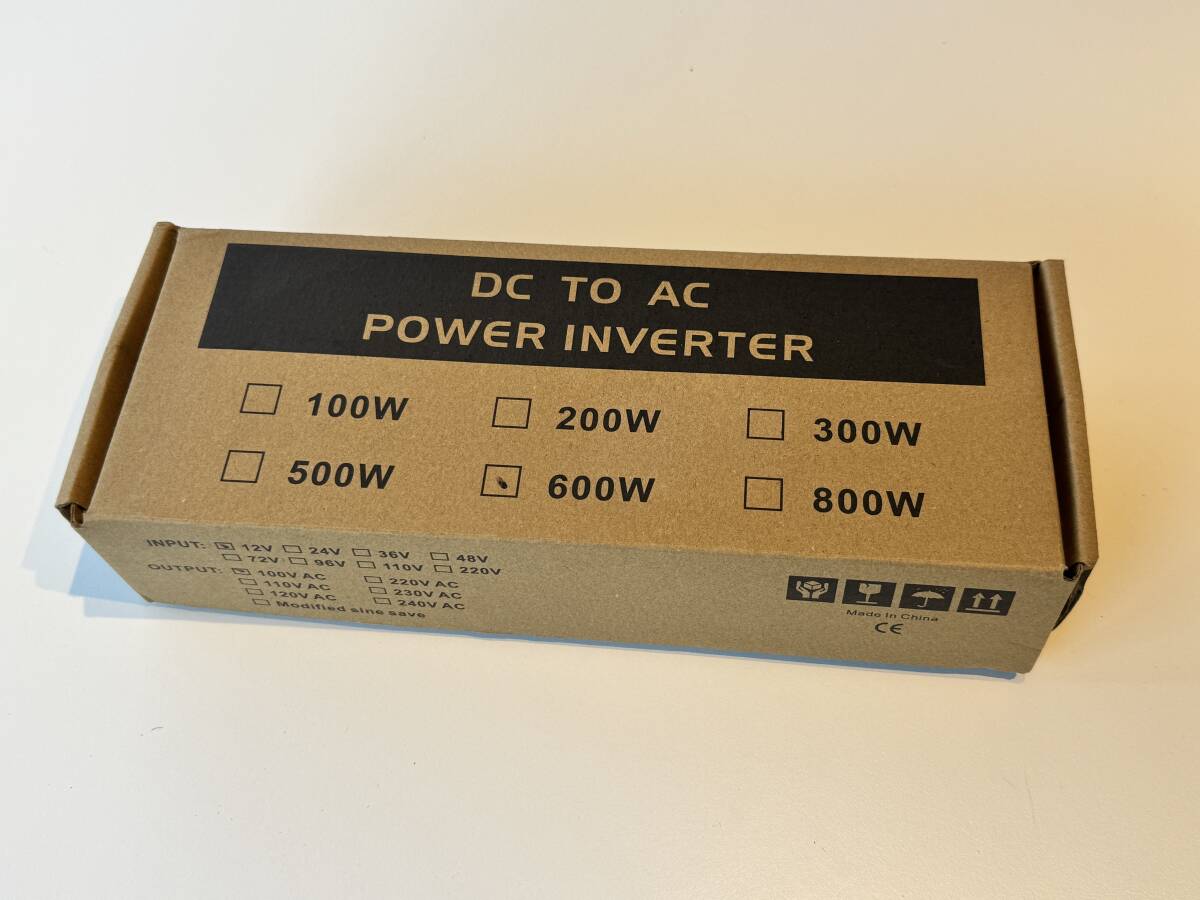 DC TO AC
POWER INVERTER
100W 200W 300W
500W 600W 800W
INPUT: 12V 24V 36V 48V
72V 96V 110V 220V
OUTPUT: 100V AC 220V AC
110V AC 230V AC
120V AC 240V AC
Modified sine save
Made in China
CE